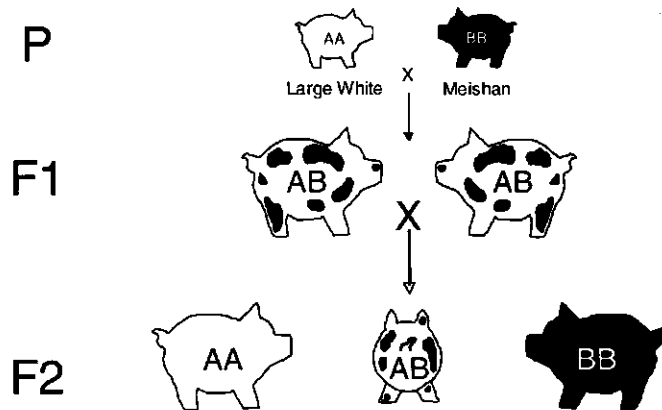 P
AA BB
X
Large White Meishan
F1
AB AB
X
F2
AA AB BB